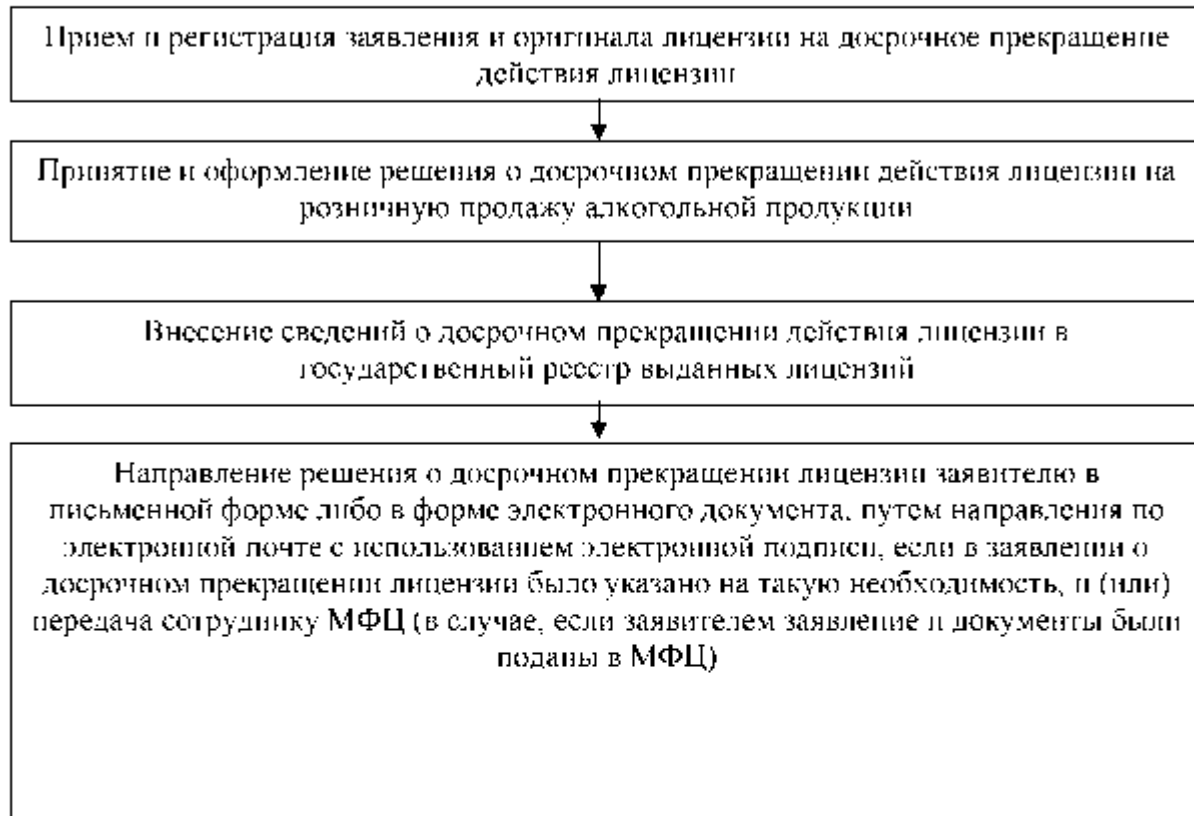 Прием и регистрация заявления и оригинала лицензии на досрочное прекращение
действия лицензии
Принятие и оформление решения о досрочном прекращении действия лицензии на
розничную продажу алкогольной продукции
Внесение сведений о досрочном прекращении действия лицензии в
государственный реестр выданных лицензий
Направление решения о досрочном прекращении лицензии заявителю в
письменной форме либо в форме электронного документа, путем направления по
электронной почте с использованием электронной подписи, если в заявлении о
досрочном прекращении лицензии было указано на такую необходимость, и (или)
передача сотруднику МФЦ (в случае, если заявителем заявление и документы были
поданы в МФЦ)